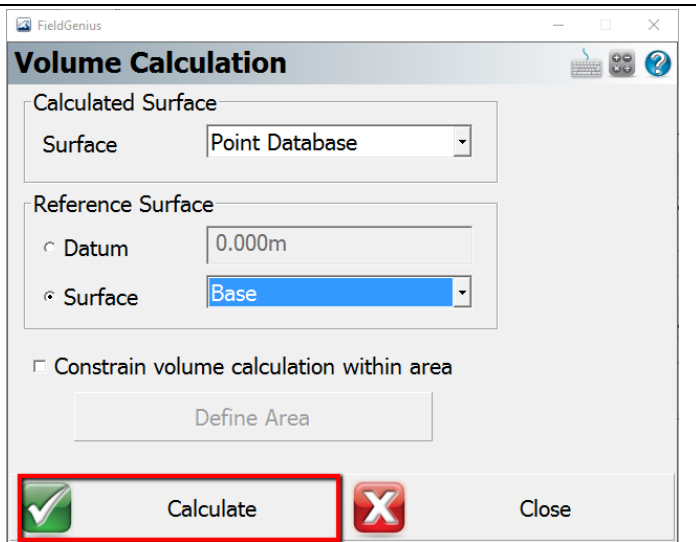 FieldGenius
Volume Calculation
Calculated Surface
Surface Point Database
Reference Surface
Datum 0.000m
Surface Base
Constrain volume calculation within area
Define Area
Calculate Close